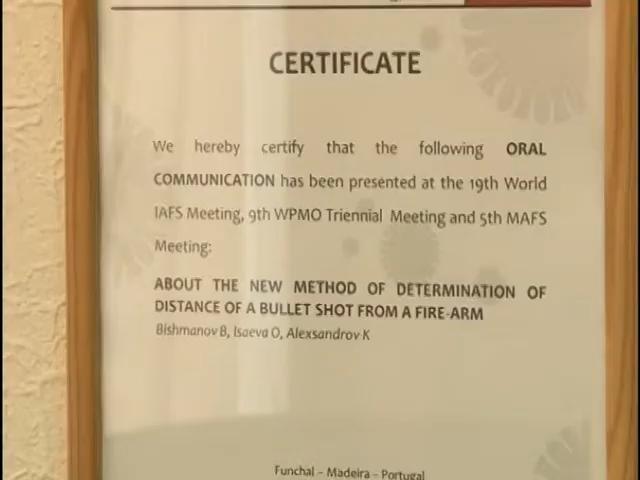 CERTIFICATE
We hereby certify that the following ORAL
COMMUNICATION has been presented at the 19th World
IAFS Meeting, 9th WPMO Triennial Meeting and 5th MAFS
Meeting:
ABOUT THE NEW METHOD OF DETERMINATION OF
DISTANCE OF A BULLET SHOT FROM A FIRE-ARM
Bishmanov B, Isaeva O, Alexsandrov K
Funchal - Madeira - Portugal